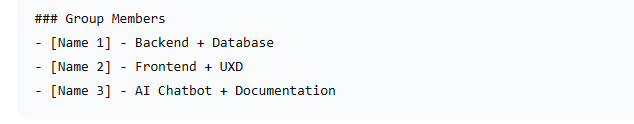 ### Group Members
- [Name 1] - Backend + Database
- [Name 2] - Frontend + UXD
- [Name 3] - AI Chatbot + Documentation